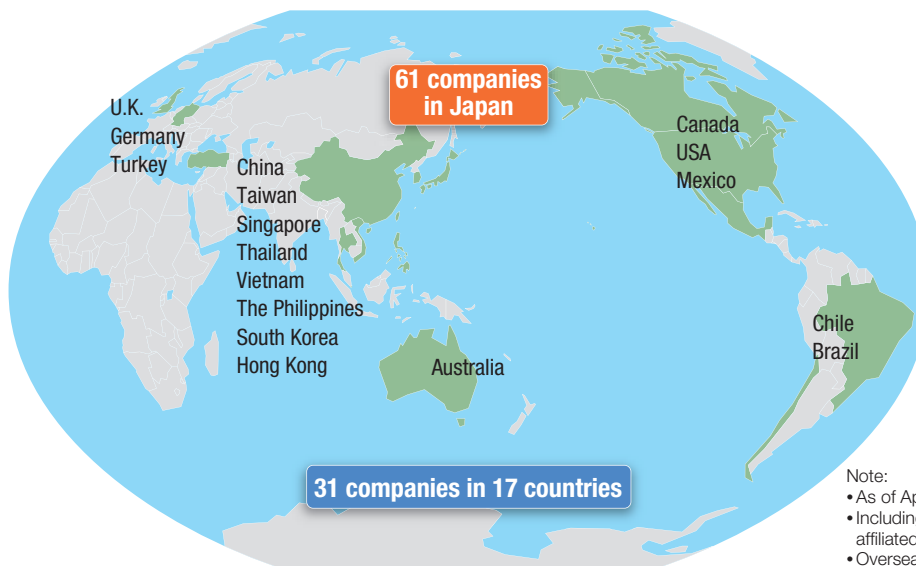 61 companies
in Japan
U.K.
Germany
Turkey
China
Taiwan
Singapore
Thailand
Vietnam
The Philippines
South Korea
Hong Kong
Canada
USA
Mexico
Chile
Brazil
Australia
31 companies in 17 countries
Note:
• As of
• Including
affiliated